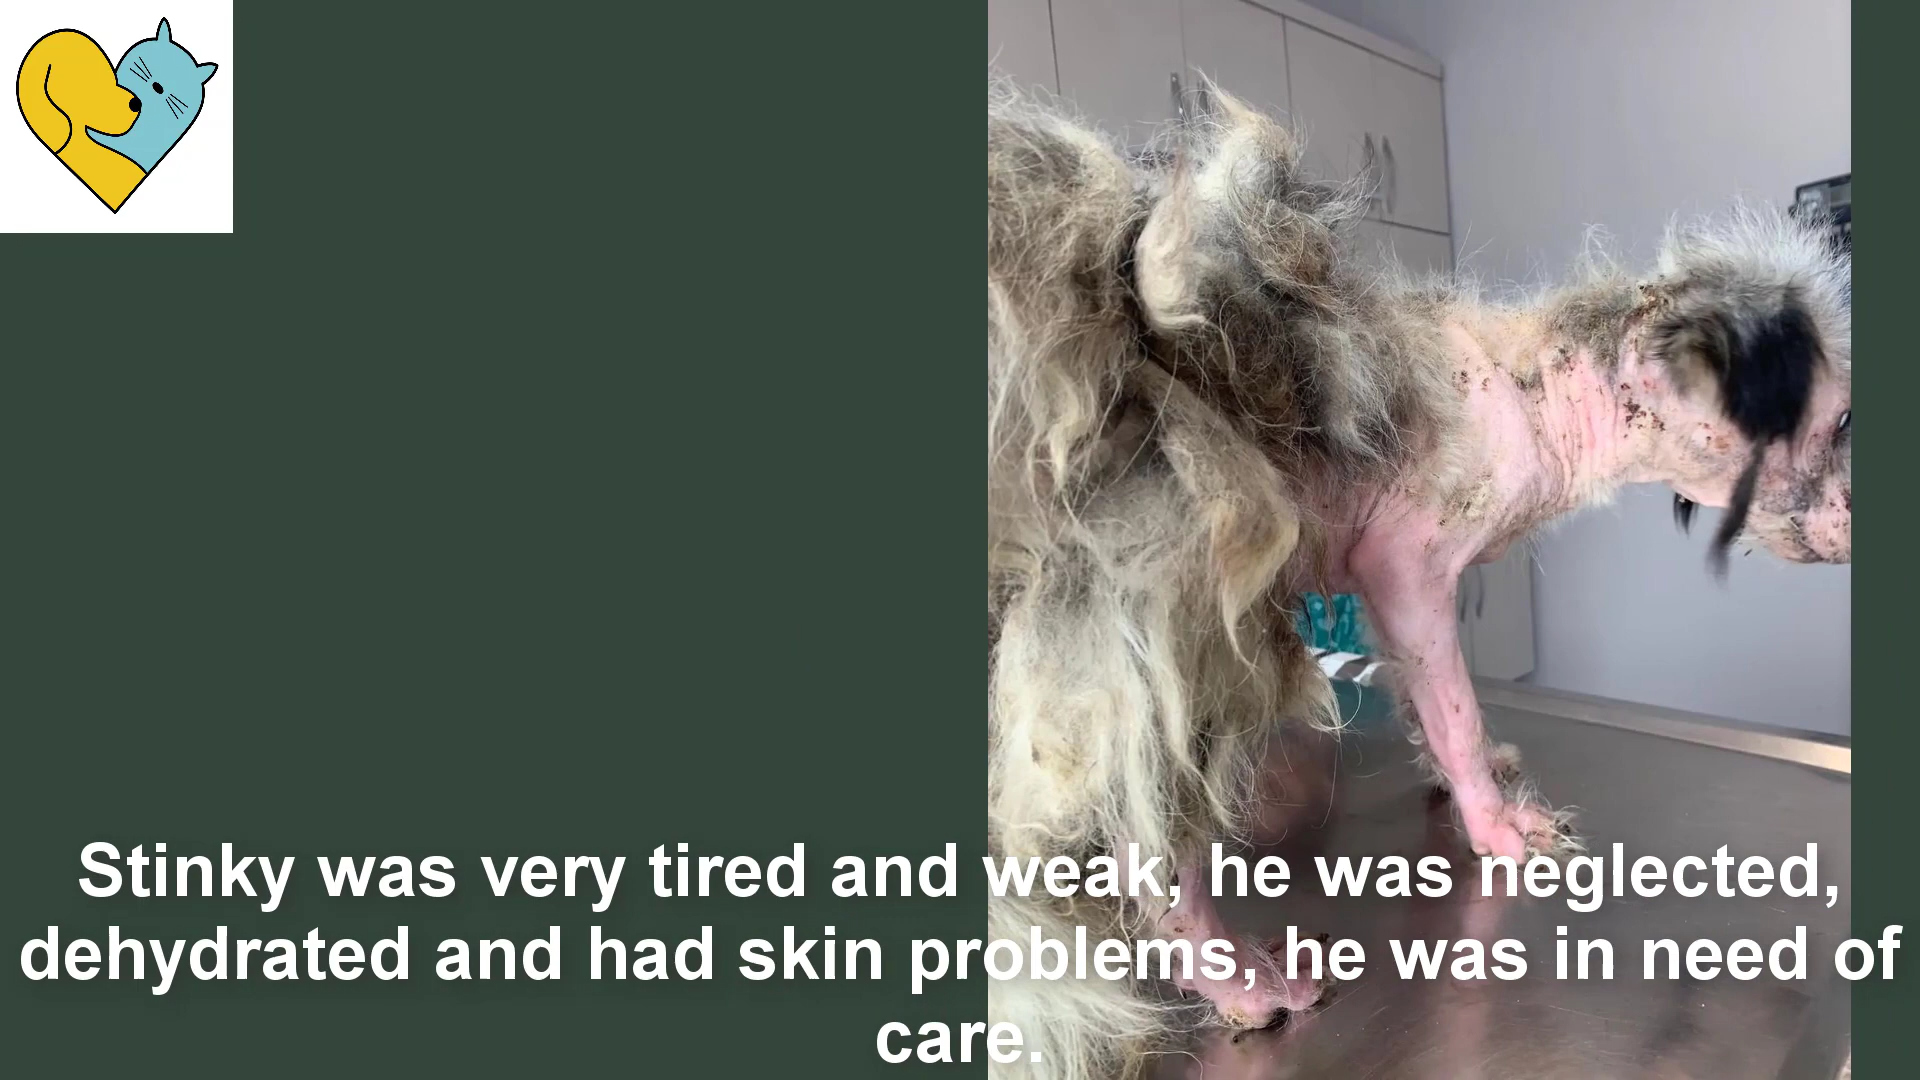 Stinky was very tired and weak, he was neglected,
dehydrated and had skin problems, he was in need of
care.